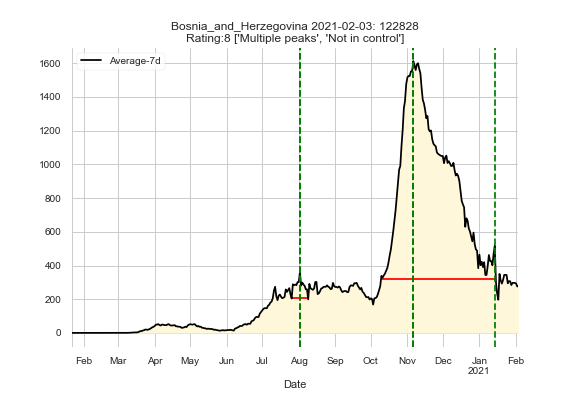 Bosnia_and_Herzegovina 2021-02-03: 122828
Rating:8 ['Multiple peaks', 'Not in control']
Average-7d
1600
1400
1200
1000
800
600
400
200
0
Feb Mar Apr May Jun Jul Aug Sep Oct Nov Dec Jan Feb
2021
Date